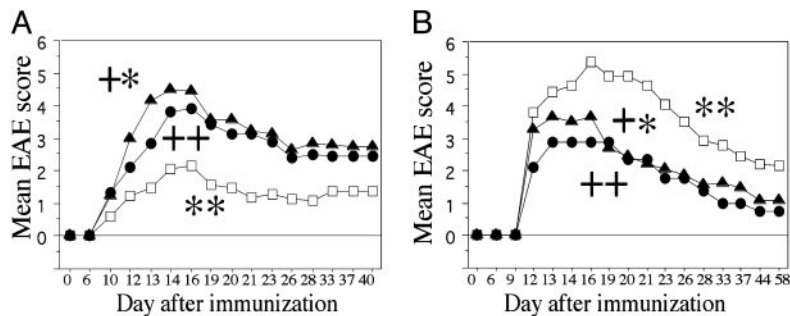 A
Mean EAE score
6
5
4
3
2
1
0
+*
++
**
0 6 10 12 13 14 16 19 20 21 23 26 28 33 37 40
Day after immunization
B
Mean EAE score
6
5
4
3
2
1
0
**
+*
++
0 6 9 12 13 14 16 19 20 21 23 26 28 33 37 44 58
Day after immunization